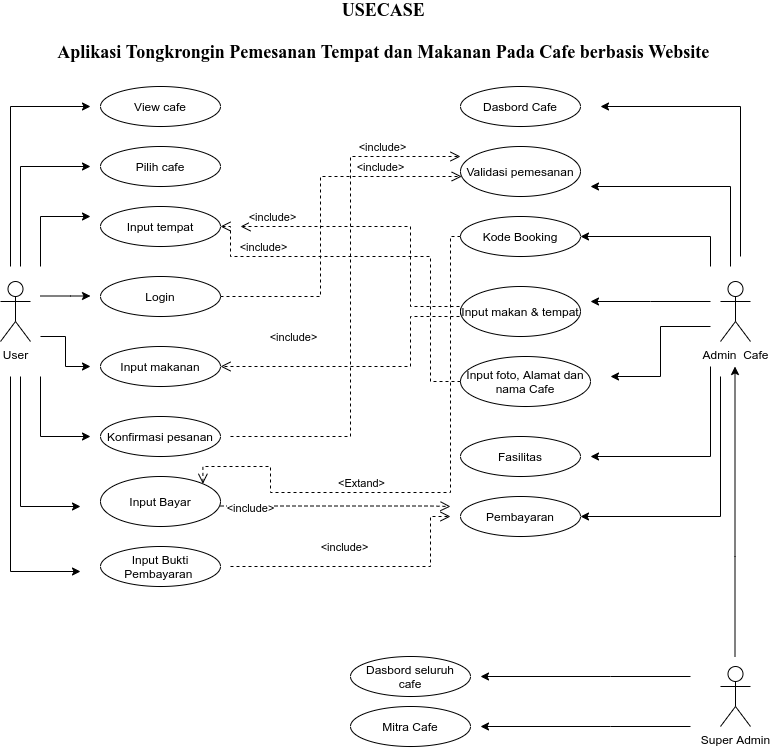 USECASE
Aplikasi Tongkrongin Pemesanan Tempat dan Makanan Pada Cafe berbasis Website
View cafe
Dasbord Cafe
<include>
Pilih cafe
<include>
Validasi pemesanan
Input tempat
<include>
Kode Booking
<include>
Login
Input makan & tempat
<include>
User
Admin  Cafe
Input makanan
Input foto, Alamat dan
nama Cafe
Konfirmasi pesanan
Fasilitas
<Extand>
Input Bayar
<include>
Pembayaran
<include>
Input Bukti
Pembayaran
Dasbord seluruh
cafe
Mitra Cafe
Super Admin